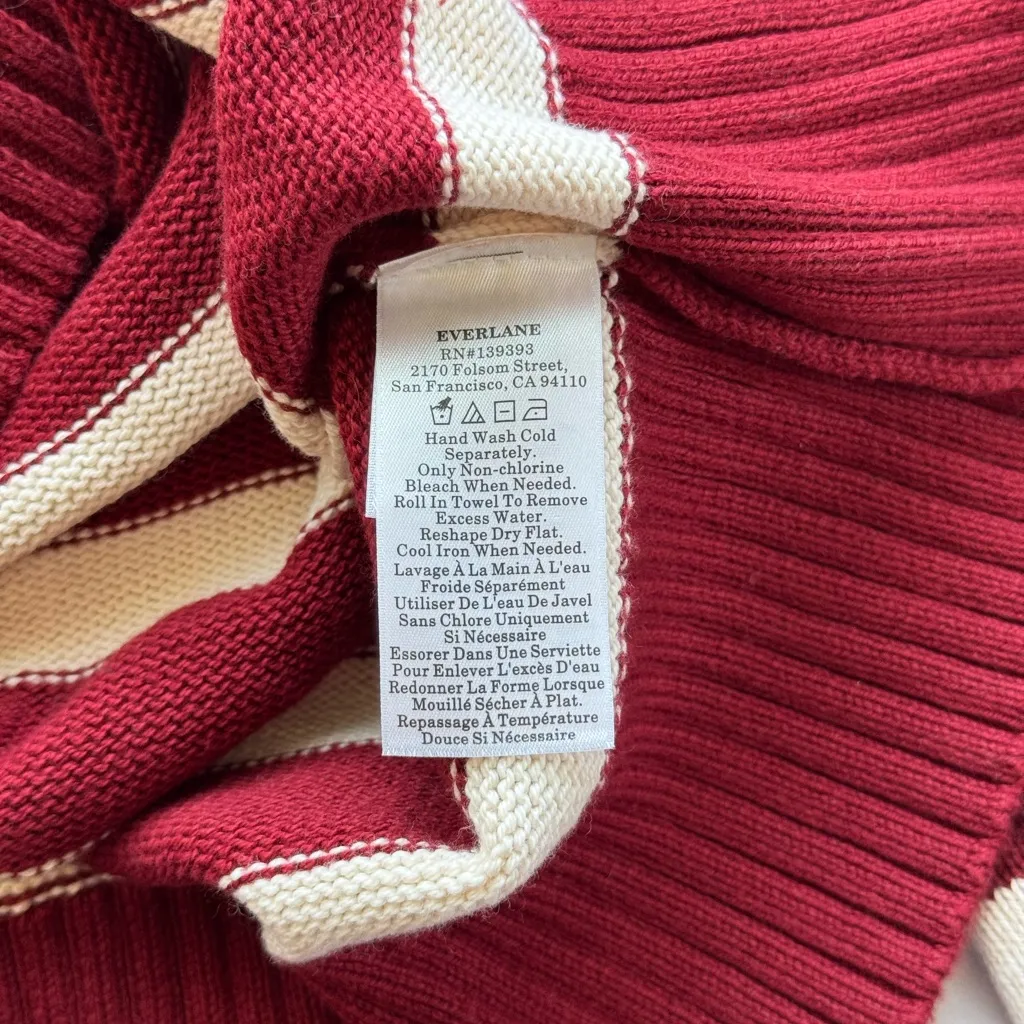 EVERLANE
RN#139393
2170 Folsom Street,
San Francisco, CA 94110
Hand Wash Cold
Separately.
Only Non-chlorine
Bleach When Needed.
Roll In Towel To Remove
Excess Water.
Reshape Dry Flat.
Cool Iron When Needed.
Lavage À La Main À L'eau
Froide Séparément
Utiliser De L'eau De Javel
Sans Chlore Uniquement
Si Nécessaire
Essorer Dans Une Serviette
Pour Enlever L'excès D'eau
Redonner La Forme Lorsque
Mouillé Sécher À Plat.
Repassage À Température
Douce Si Nécessaire